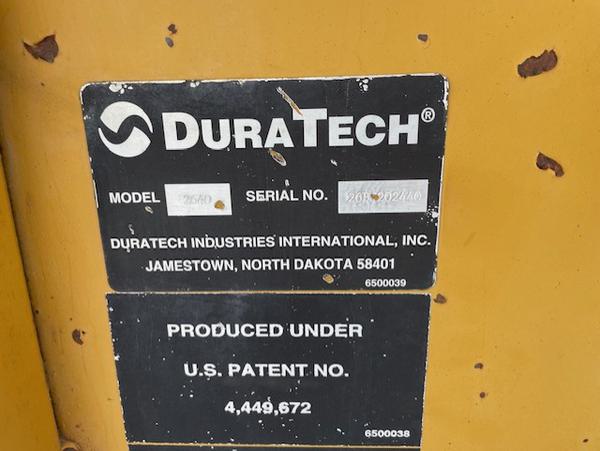 DURATECH®
MODEL SERIAL NO.
DURATECH INDUSTRIES INTERNATIONAL, INC.
JAMESTOWN, NORTH DAKOTA 58401
6500039
PRODUCED UNDER
U.S. PATENT NO.
4,449,672
6500038